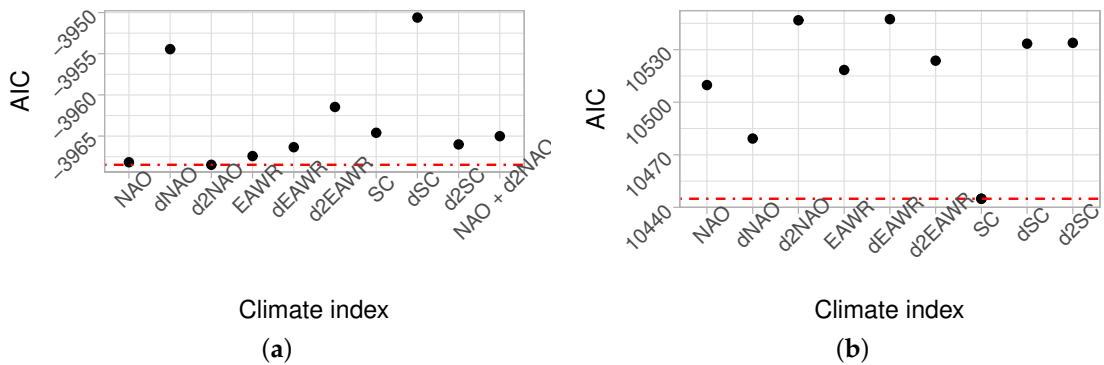 AIC
−3950
−3955
−3960
−3965
NAO
dNAO
d2NAO
EAWR
dEAWR
d2EAWR
SC
dSC
d2SC
NAO + d2NAO
Climate index
(a)
AIC
10530
10500
10470
10440
NAO
dNAO
d2NAO
EAWR
dEAWR
d2EAWR
SC
dSC
d2SC
Climate index
(b)